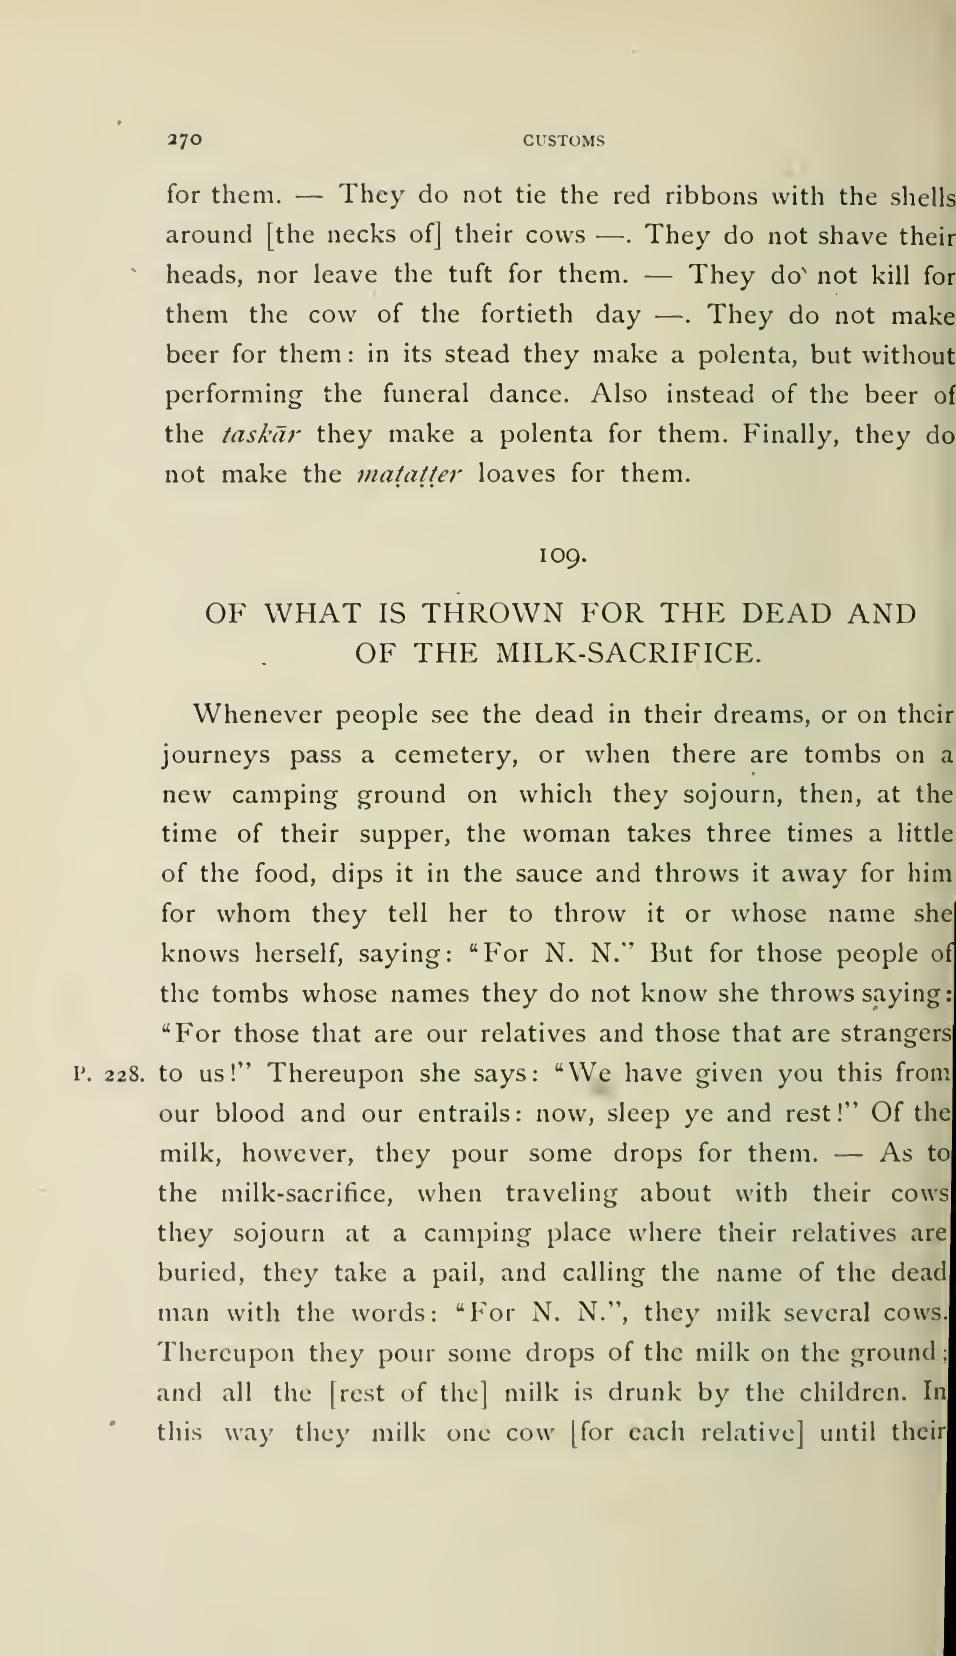 270 CUSTOMS
for them. — They do not tie the red ribbons with the shells
around [the necks of] their cows —. They do not shave their
heads, nor leave the tuft for them. — They do not kill for
them the cow of the fortieth day —. They do not make
beer for them: in its stead they make a polenta, but without
performing the funeral dance. Also instead of the beer of
the taskār they make a polenta for them. Finally, they do
not make the maṭaṭṭer loaves for them.
109.
OF WHAT IS THROWN FOR THE DEAD AND
OF THE MILK-SACRIFICE.
Whenever people see the dead in their dreams, or on their
journeys pass a cemetery, or when there are tombs on a
new camping ground on which they sojourn, then, at the
time of their supper, the woman takes three times a little
of the food, dips it in the sauce and throws it away for him
for whom they tell her to throw it or whose name she
knows herself, saying: “For N. N.” But for those people of
the tombs whose names they do not know she throws saying:
“For those that are our relatives and those that are strangers
P. 228. to us!” Thereupon she says: “We have given you this from
our blood and our entrails: now, sleep ye and rest!” Of the
milk, however, they pour some drops for them. — As to
the milk-sacrifice, when traveling about with their cows
they sojourn at a camping place where their relatives are
buried, they take a pail, and calling the name of the dead
man with the words: “For N. N.”, they milk several cows.
Thereupon they pour some drops of the milk on the ground;
and all the [rest of the] milk is drunk by the children. In
this way they milk one cow [for each relative] until their